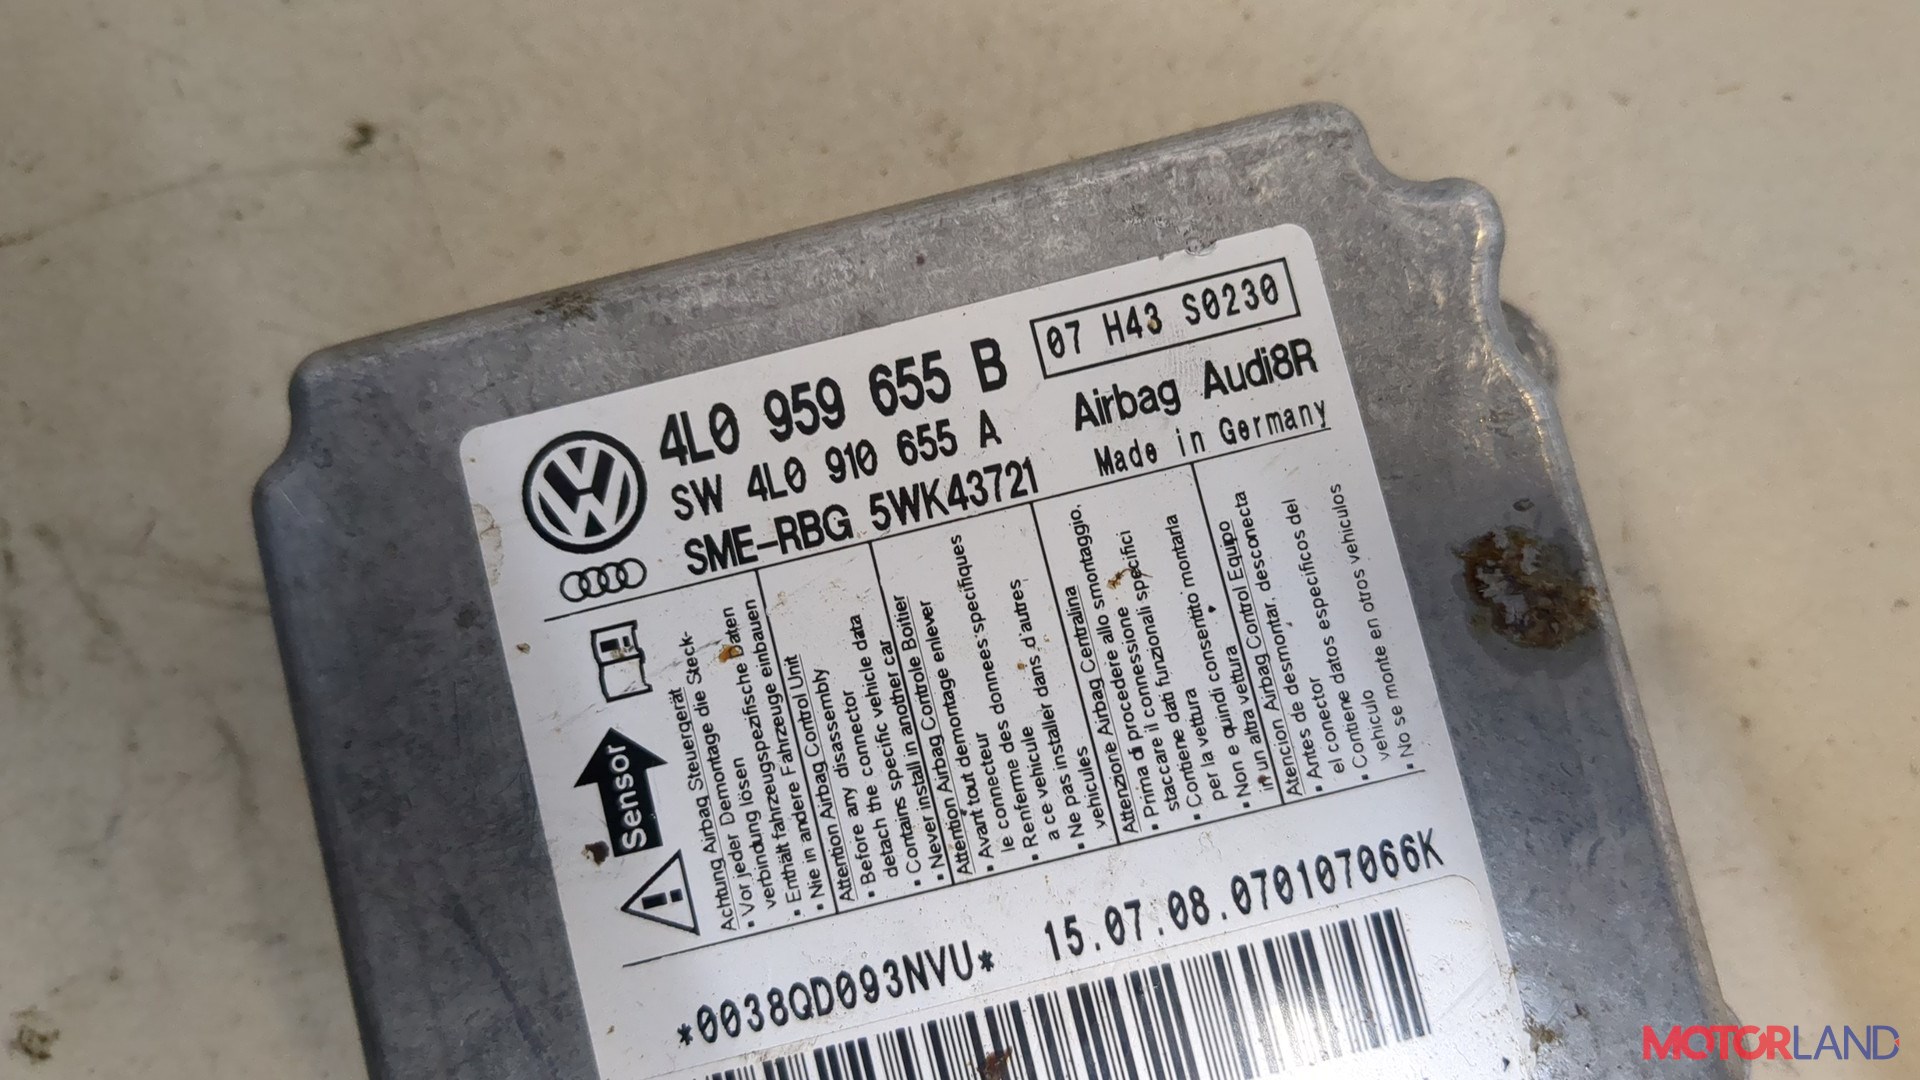 4L0 959 655 B
07 H43 S0230
SW 4L0 910 655 A
Airbag Audi8R
SME-RBG 5WK43721
Made in Germany
Sensor
Achtung Airbag Steuergerät
• Vor jeder Demontage die Steck-
verbindung lösen
• Enthält fahrzeugspezifische Daten
• Nie in andere Fahrzeuge einbauen
Attention Airbag Control Unit
• Before any disassembly
detach the connector
• Contains specific vehicle data
• Never install in another car
Attention Airbag Controle Boitier
• Avant tout demontage enlever
le connecteur
• Renferme des donnees specifiques
a ce vehicule
• Ne pas installer dans d'autres
vehicules
Attenzione Airbag Centralina
• Prima di procedere allo smontaggio,
staccare il connessione
• Contiene dati funzionali specifici
per la vettura
• Non e quindi consentito montarla
in un altra vettura
Atencion Airbag Control Equipo
• Antes de desmontar, desconecta
el conector
• Contiene datos especificos del
vehiculo
• No se monte en otros vehiculos
*0038QD093NVU*
15.07.08.070107066K
MOTORLAND